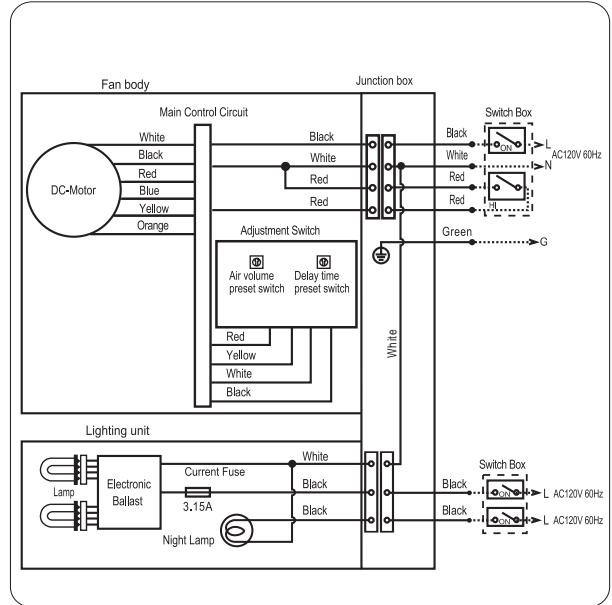 Fan body
Junction box
Main Control Circuit
Switch Box
White
Black
Red
Blue
Yellow
Orange
DC-Motor
Black
White
Red
Red
Black
White
Red
Red
Green
ON
HI
L
AC120V 60Hz
N
G
Adjustment Switch
Air volume
preset switch
Delay time
preset switch
Red
Yellow
White
Black
White
Lighting unit
Lamp
Electronic
Ballast
White
Current Fuse
Black
3.15A
Black
Night Lamp
Switch Box
Black
ON
L AC120V 60Hz
Black
ON
L AC120V 60Hz